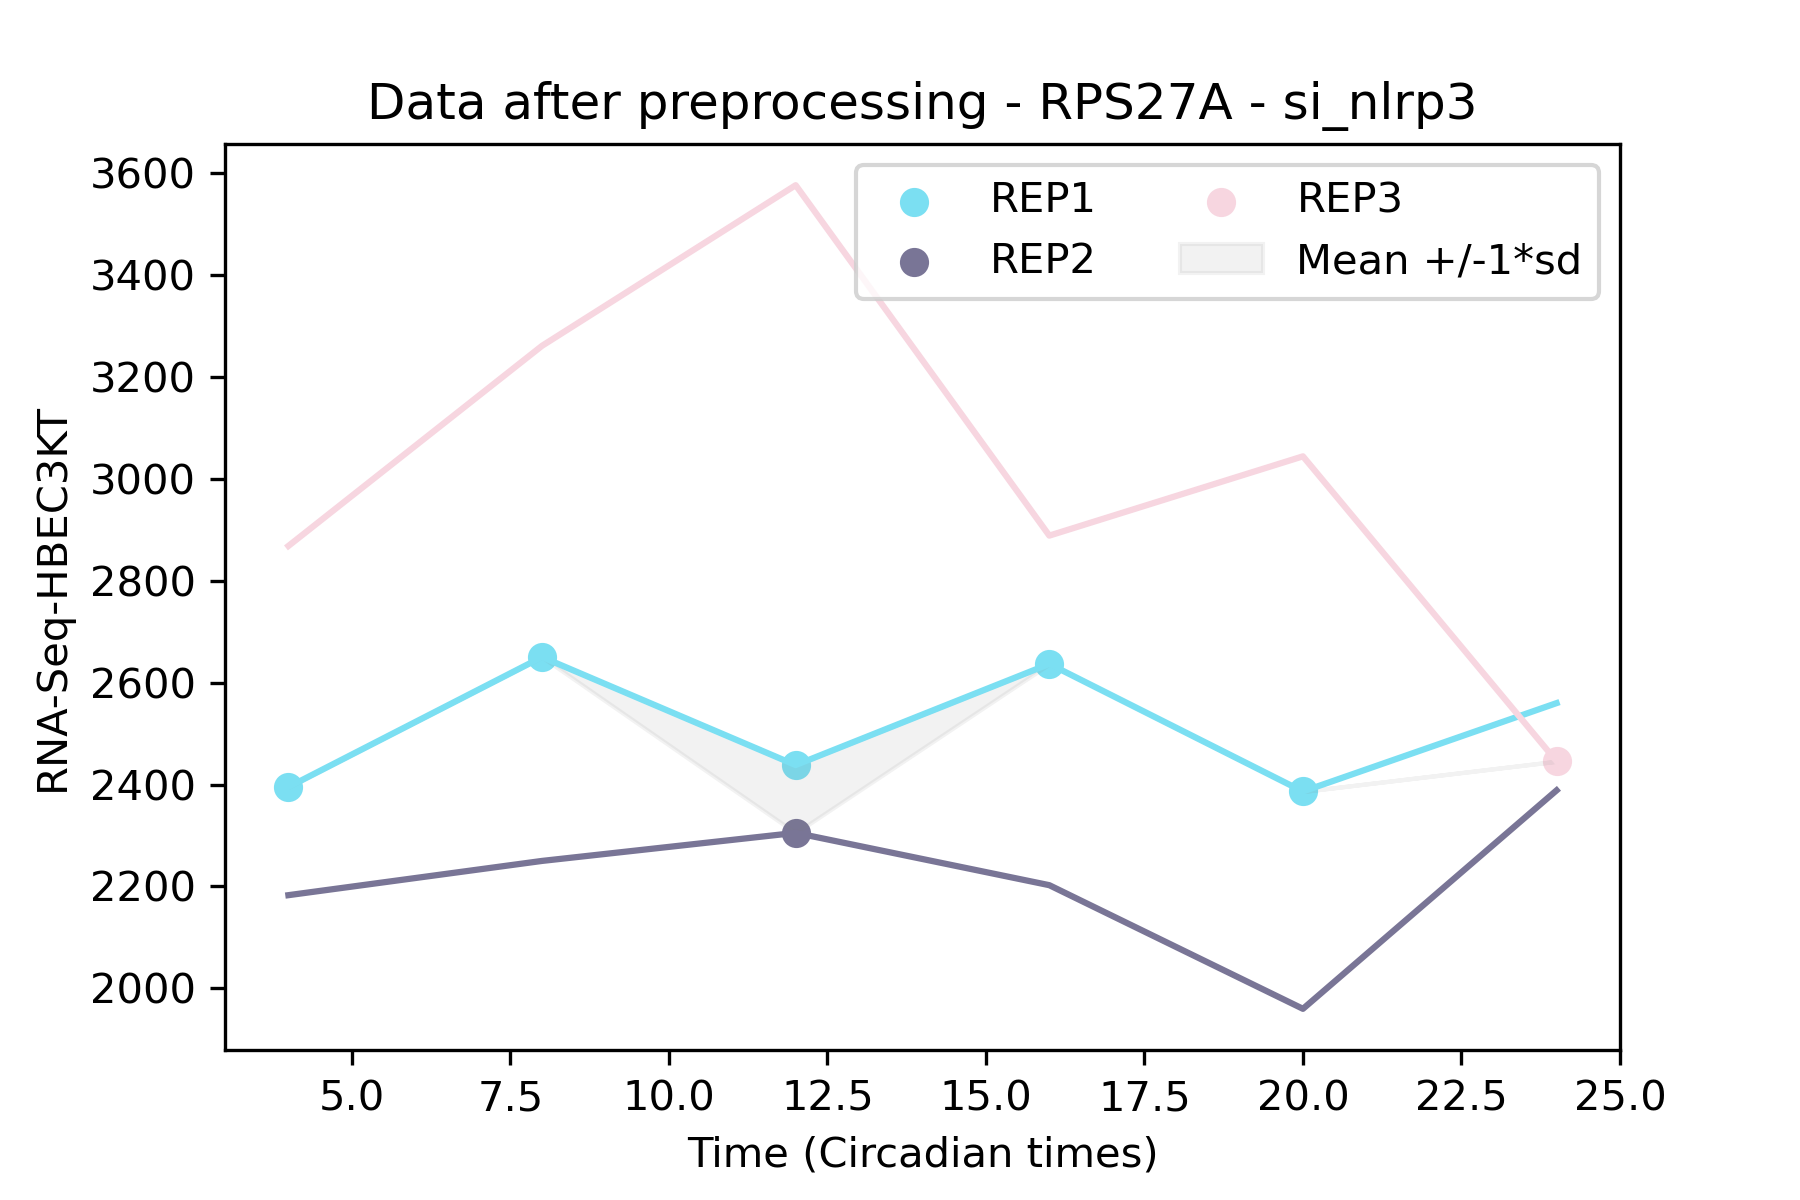 Data after preprocessing - RPS27A - si_nlrp3
REP1
REP2
REP3
Mean +/-1*sd
RNA-Seq-HBEC3KT
3600
3400
3200
3000
2800
2600
2400
2200
2000
5.0 7.5 10.0 12.5 15.0 17.5 20.0 22.5 25.0
Time (Circadian times)